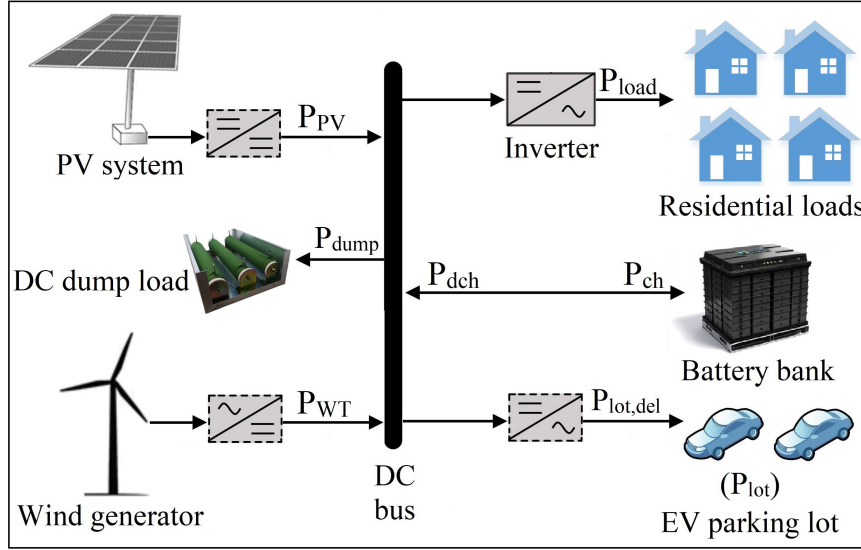 P_PV
PV system
P_load
Inverter
Residential loads
P_dump
DC dump load
P_dch
P_ch
Battery bank
P_WT
Wind generator
DC
bus
P_lot,del
(P_lot)
EV parking lot